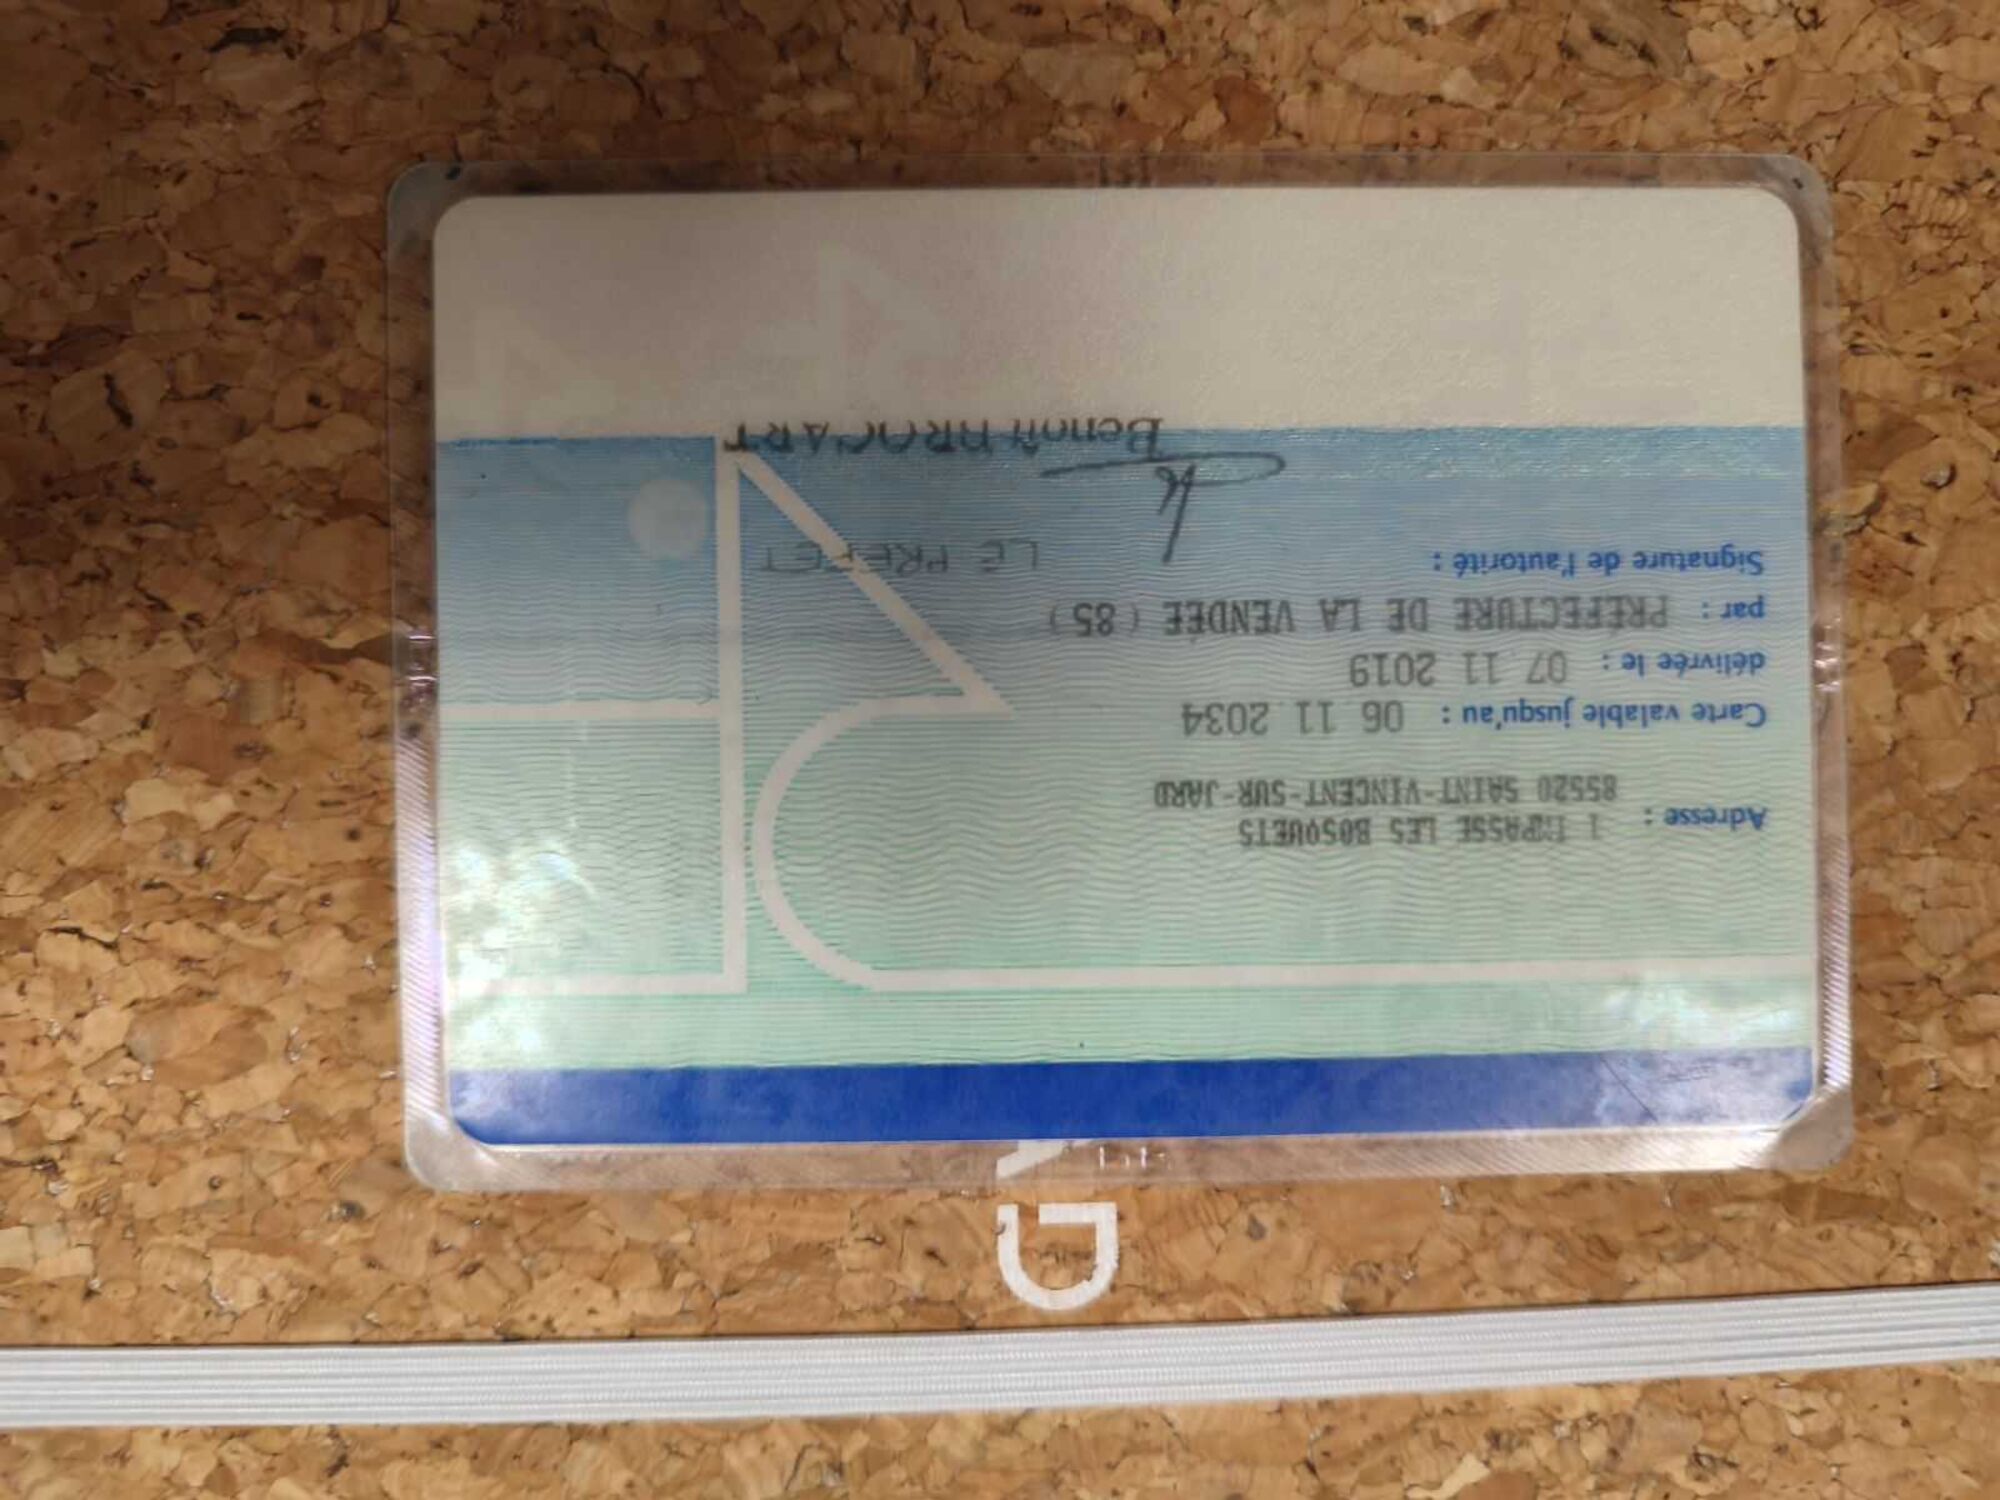 Adresse : 1 IMPASSE LES BOSQUETS
85520 SAINT-VINCENT-SUR-JARD
Carte valable jusqu'au : 06 11 2034
délivrée le : 07 11 2019
par : PRÉFECTURE DE LA VENDEE ( 85 )
Signature de l'autorité :
LE PREFET
Benoît BROCART